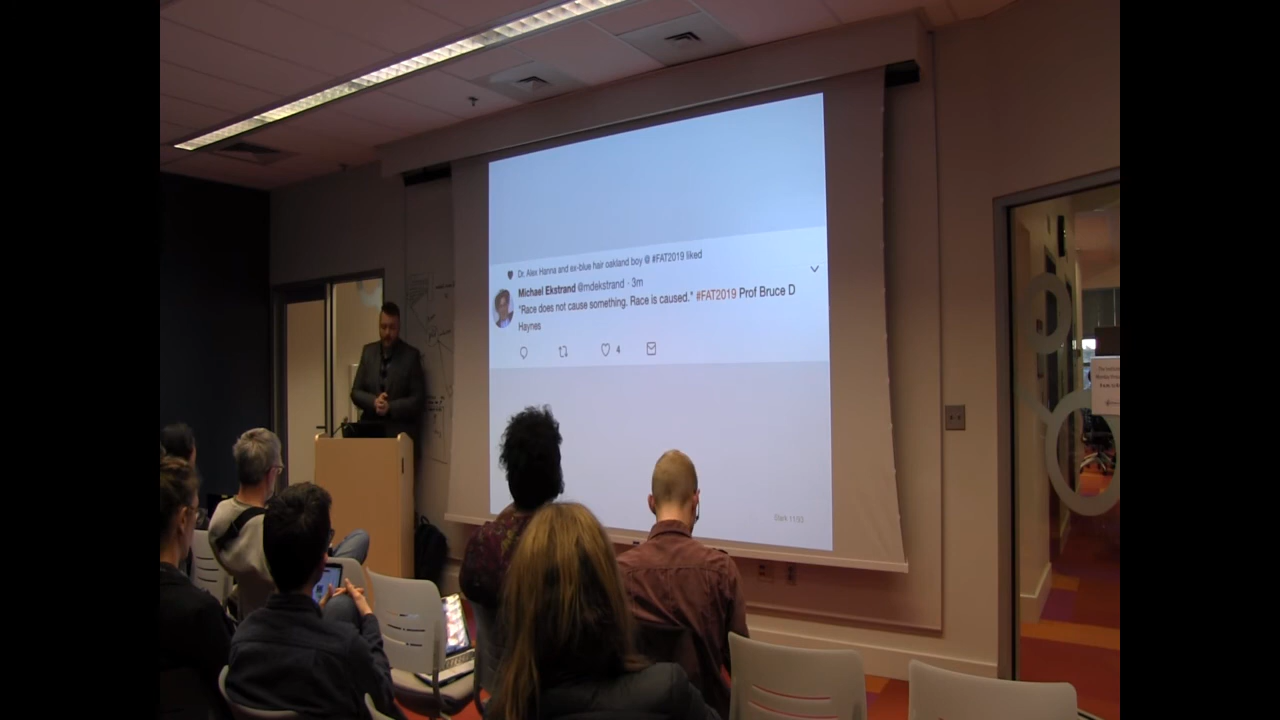 Dr. Alex Hanna and ex-blue hair oakland boy @ #FAT2019 liked
Michael Ekstrand @mdekstrand · 3m
"Race does not cause something. Race is caused." #FAT2019 Prof Bruce D
Haynes
4